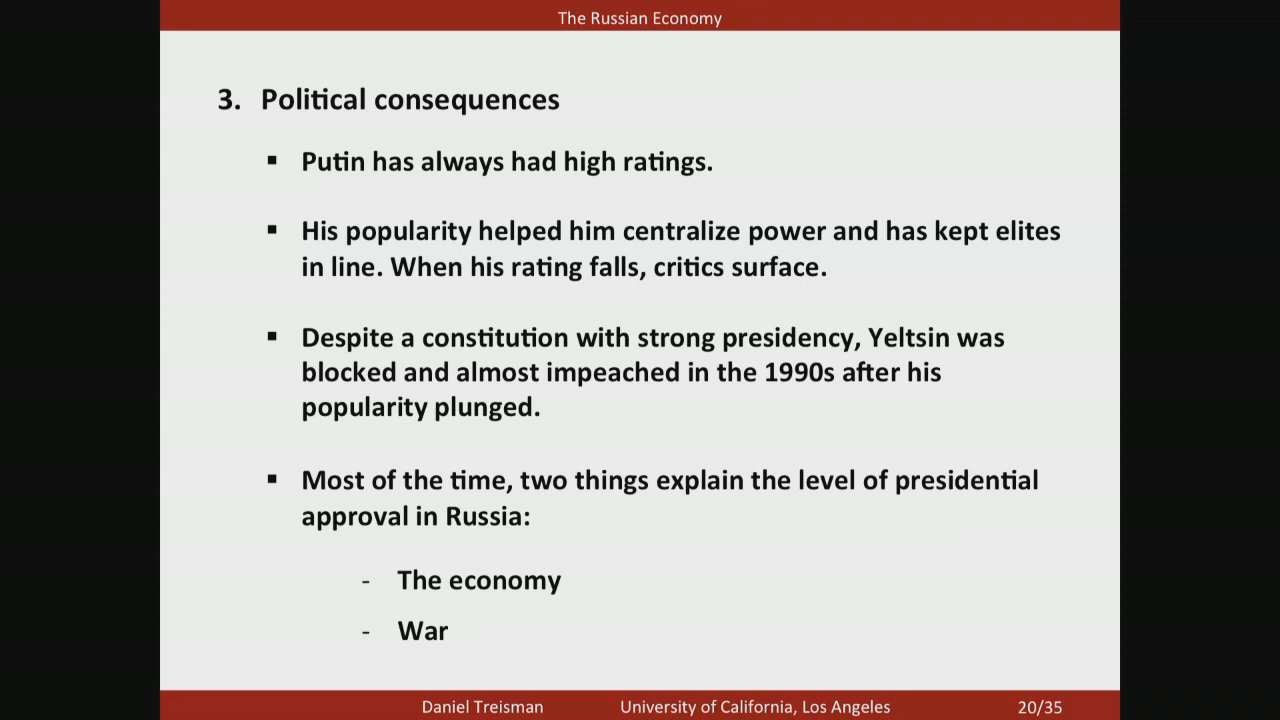 The Russian Economy
3. Political consequences
▪ Putin has always had high ratings.
▪ His popularity helped him centralize power and has kept elites
in line. When his rating falls, critics surface.
▪ Despite a constitution with strong presidency, Yeltsin was
blocked and almost impeached in the 1990s after his
popularity plunged.
▪ Most of the time, two things explain the level of presidential
approval in Russia:
- The economy
- War
Daniel Treisman University of California, Los Angeles 20/35